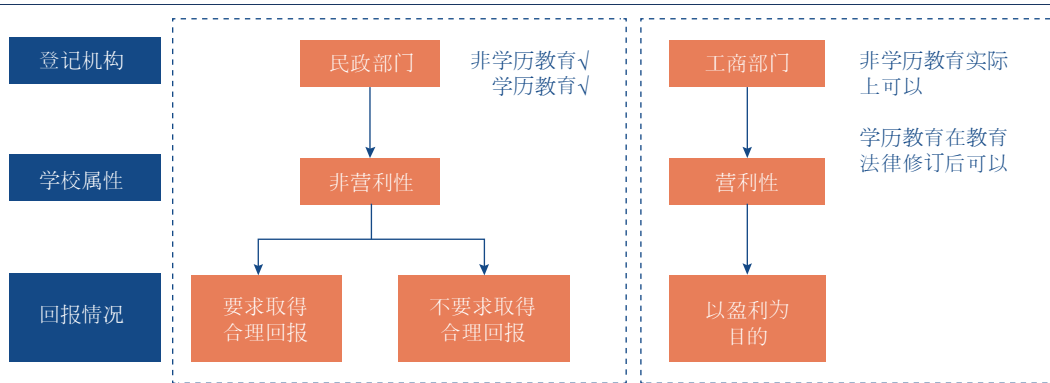 登记机构
民政部门
非学历教育√
学历教育√
工商部门
非学历教育实际
上可以
学历教育在教育
法律修订后可以
学校属性
非营利性
营利性
回报情况
要求取得
合理回报
不要求取得
合理回报
以盈利为
目的